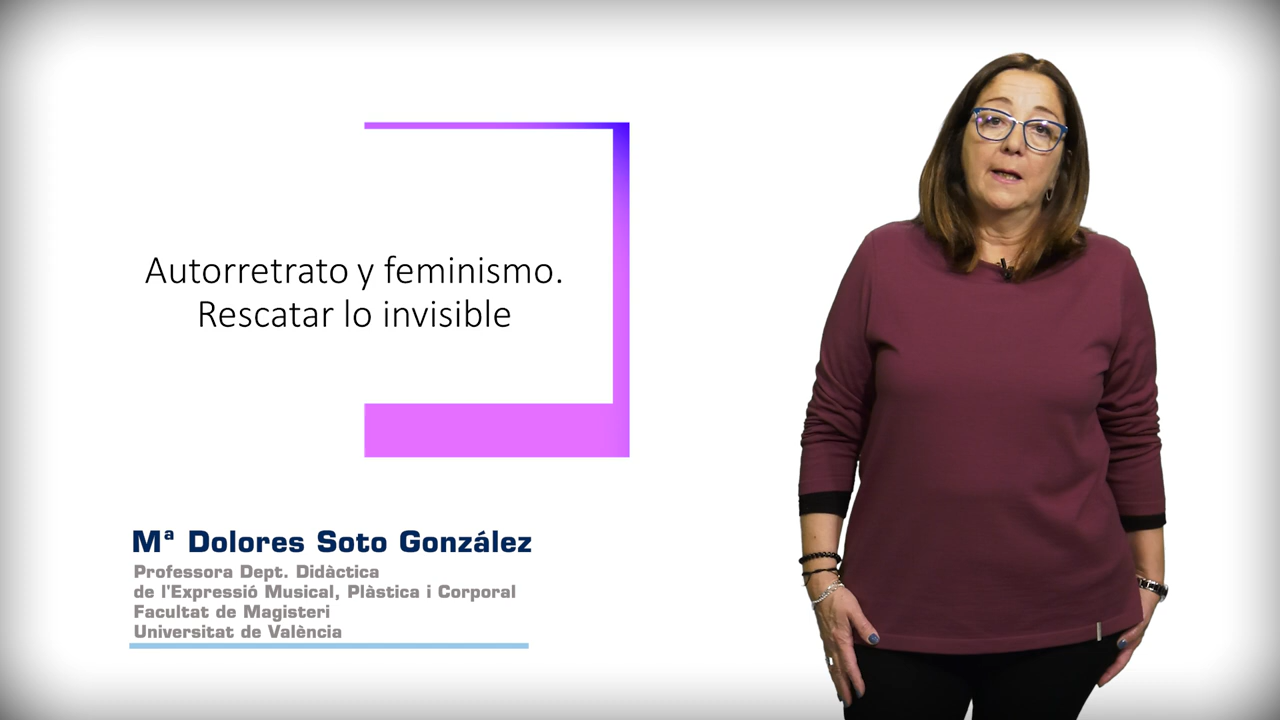 Autorretrato y feminismo.
Rescatar lo invisible
Mª Dolores Soto González
Professora Dept. Didàctica
de l'Expressió Musical, Plàstica i Corporal
Facultat de Magisteri
Universitat de València